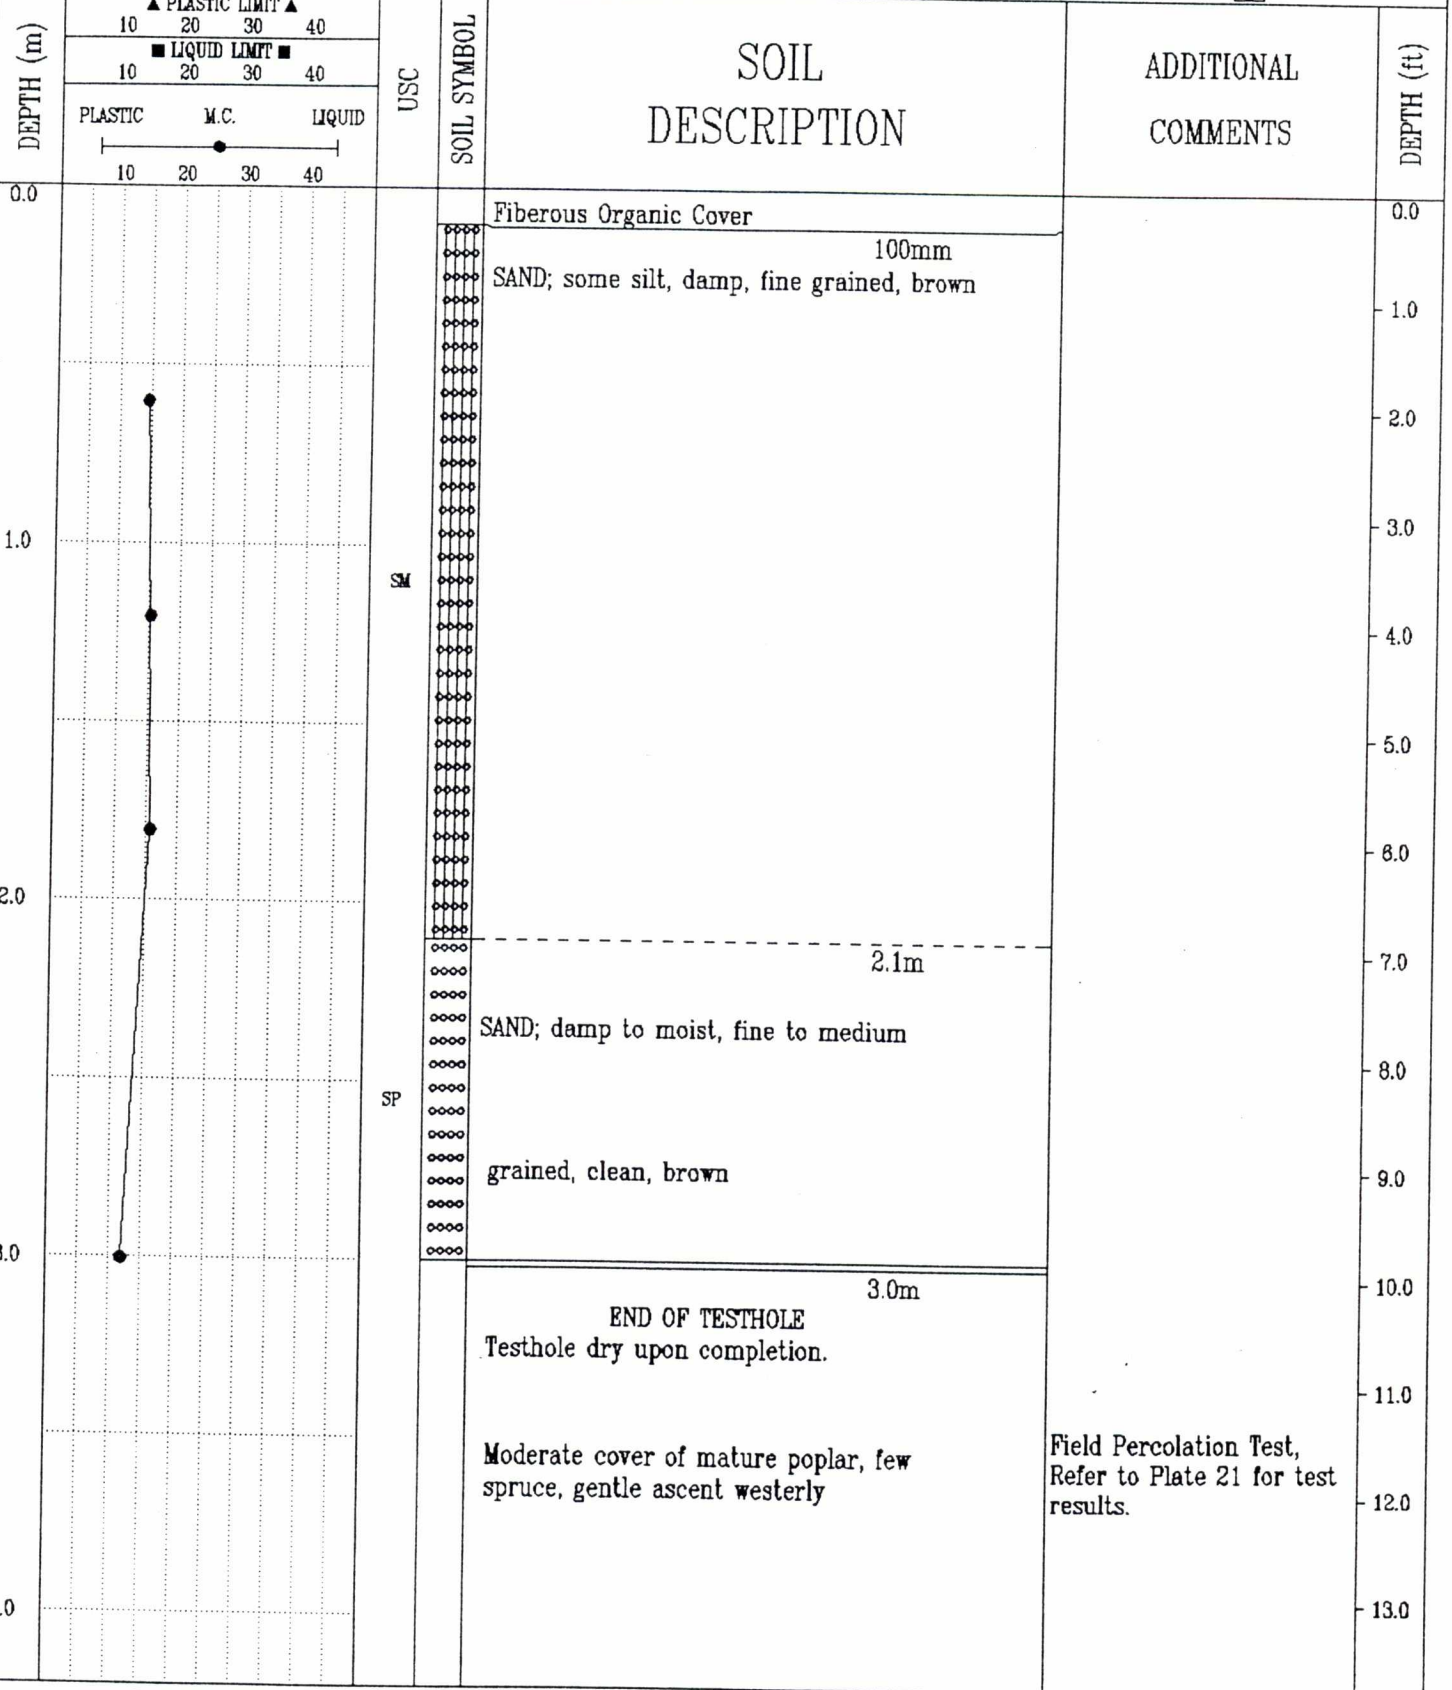 ▲ PLASTIC LIMIT ▲
10 20 30 40
■ LIQUID LIMIT ■
10 20 30 40
PLASTIC M.C. LIQUID
10 20 30 40
DEPTH (m)
USC
SOIL SYMBOL
SOIL
DESCRIPTION
ADDITIONAL
COMMENTS
DEPTH (ft)
0.0
Fiberous Organic Cover
0.0
100mm
SAND; some silt, damp, fine grained, brown
1.0
2.0
3.0
1.0
SM
4.0
5.0
6.0
2.0
2.1m
7.0
SAND; damp to moist, fine to medium
8.0
SP
grained, clean, brown
9.0
3.0
3.0m
10.0
END OF TESTHOLE
Testhole dry upon completion.
11.0
Moderate cover of mature poplar, few
spruce, gentle ascent westerly
Field Percolation Test,
Refer to Plate 21 for test
results.
12.0
.0
13.0